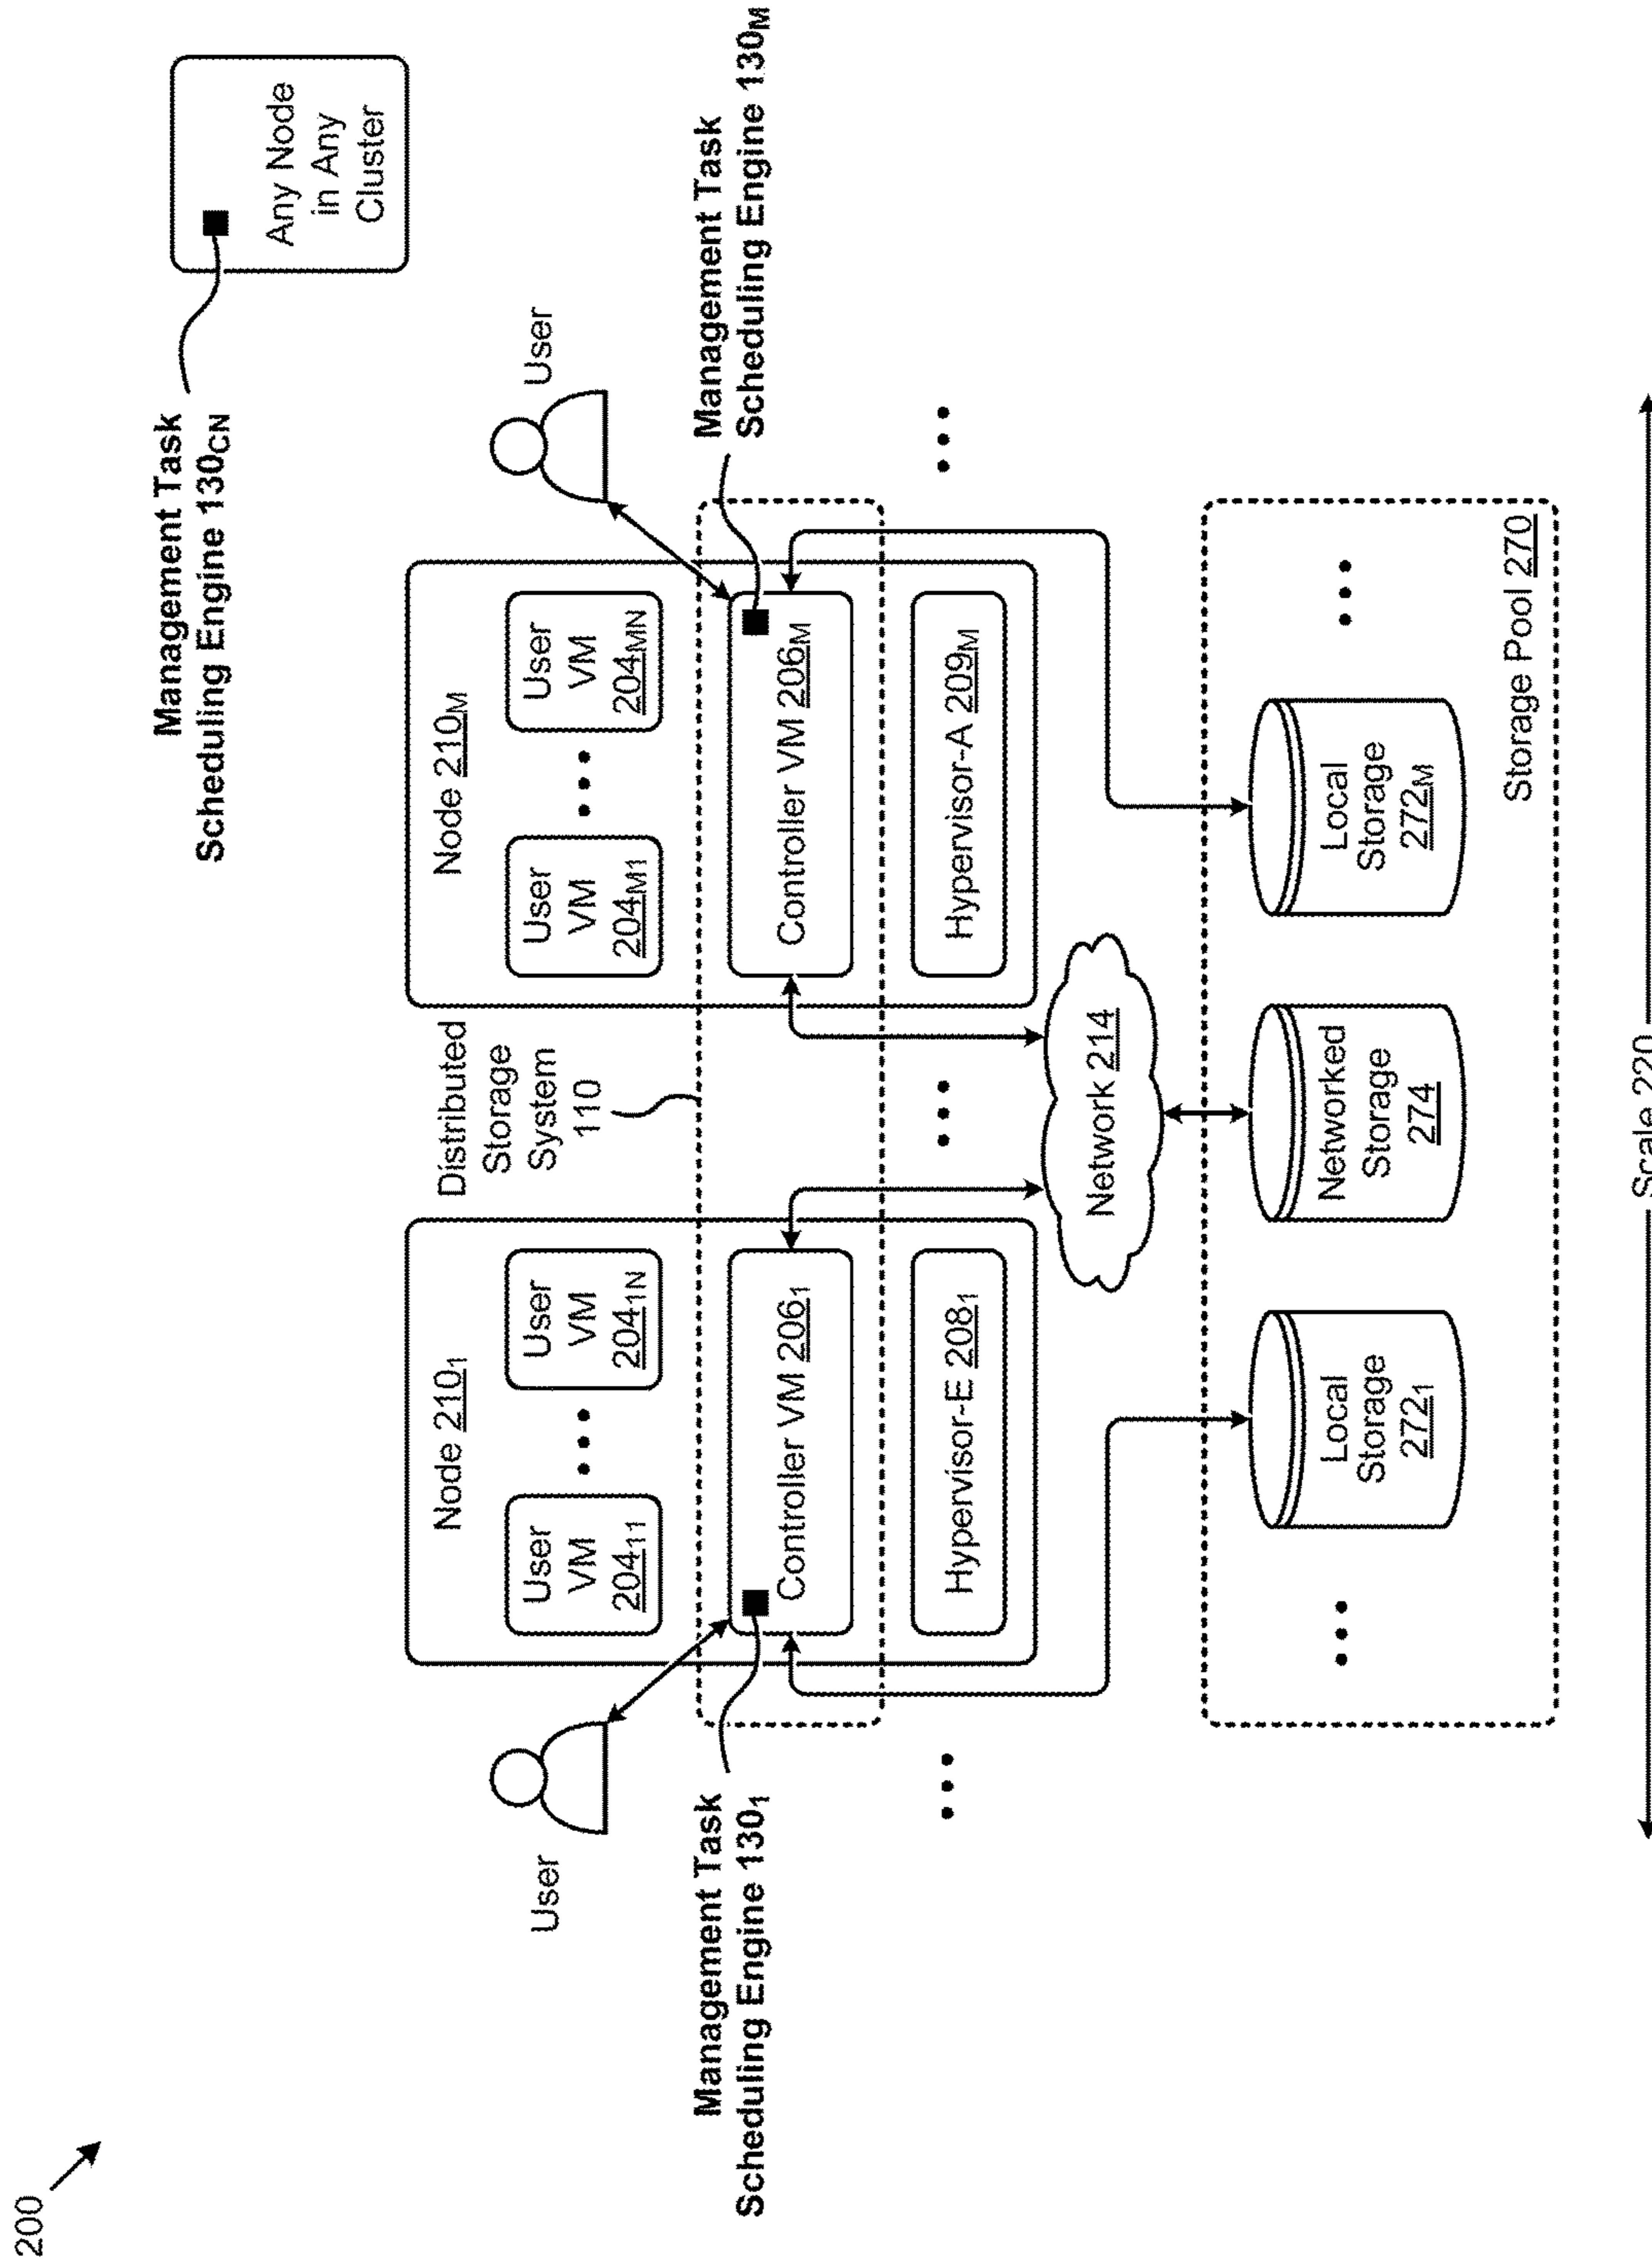 200
Management Task
Scheduling Engine 130CN
Any Node
in Any
Cluster
User
User
Node 2101
User
VM
20411
User
VM
2041N
Distributed
Storage
System
110
Node 210M
User
VM
204M1
User
VM
204MN
Management Task
Scheduling Engine 1301
Controller VM 2061
Controller VM 206M
Management Task
Scheduling Engine 130M
Hypervisor-E 2081
Hypervisor-A 209M
Network 214
Local
Storage
2721
Networked
Storage
274
Local
Storage
272M
Storage Pool 270
Scale 220